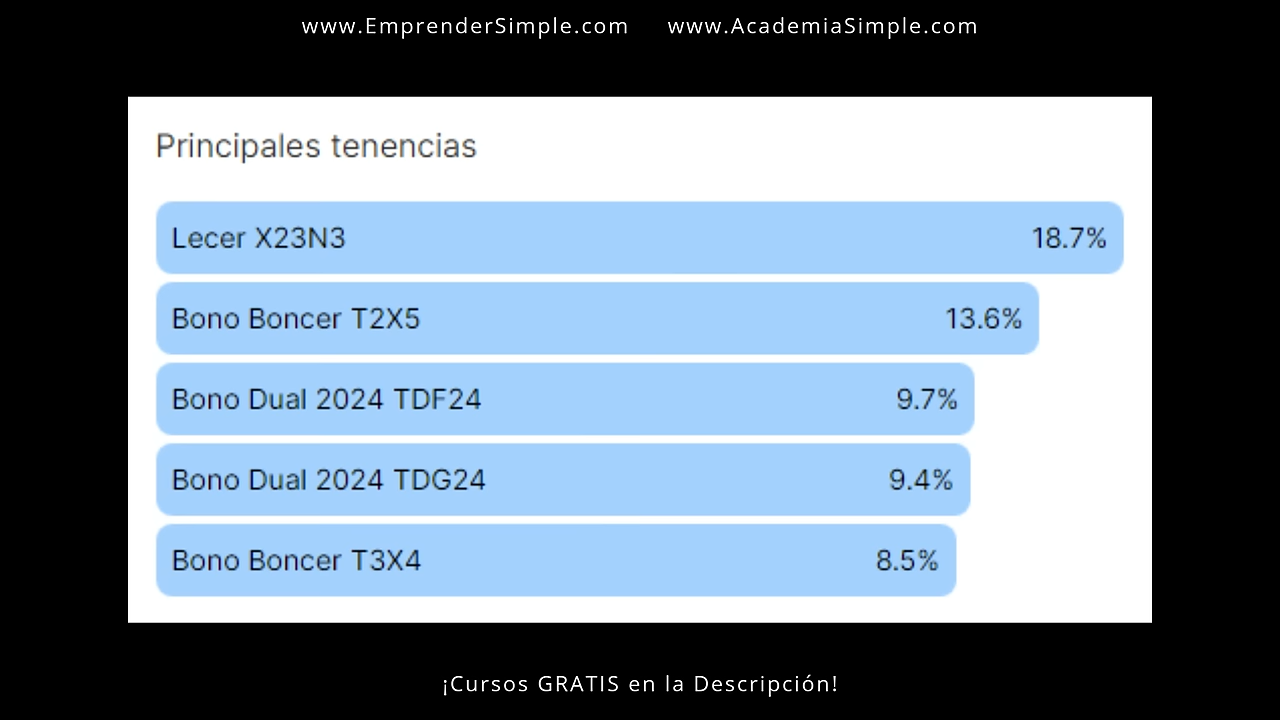 www.EmprenderSimple.com www.AcademiaSimple.com
Principales tenencias
Lecer X23N3 18.7%
Bono Boncer T2X5 13.6%
Bono Dual 2024 TDF24 9.7%
Bono Dual 2024 TDG24 9.4%
Bono Boncer T3X4 8.5%
¡Cursos GRATIS en la Descripción!